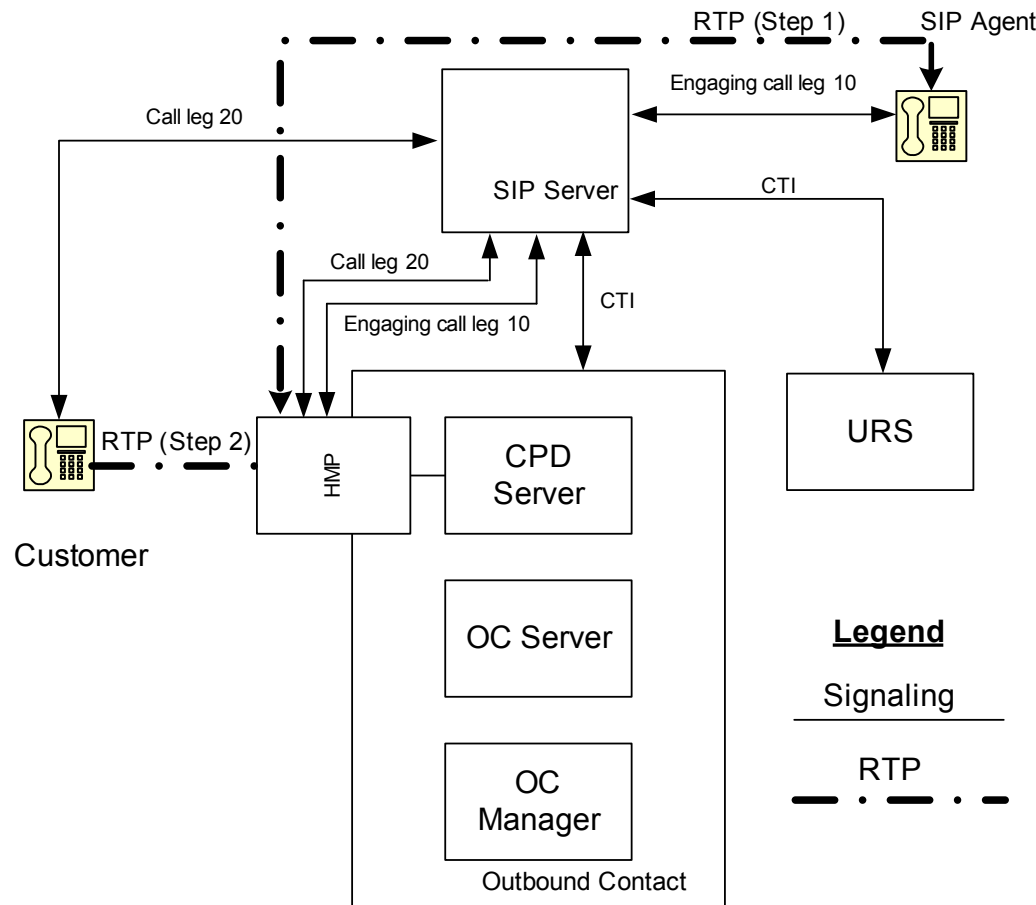 RTP (Step 1)
SIP Agent
Engaging call leg 10
Call leg 20
SIP Server
CTI
Call leg 20
CTI
Engaging call leg 10
RTP (Step 2)
HMP
CPD
Server
URS
Customer
OC Server
Legend
Signaling
RTP
OC
Manager
Outbound Contact